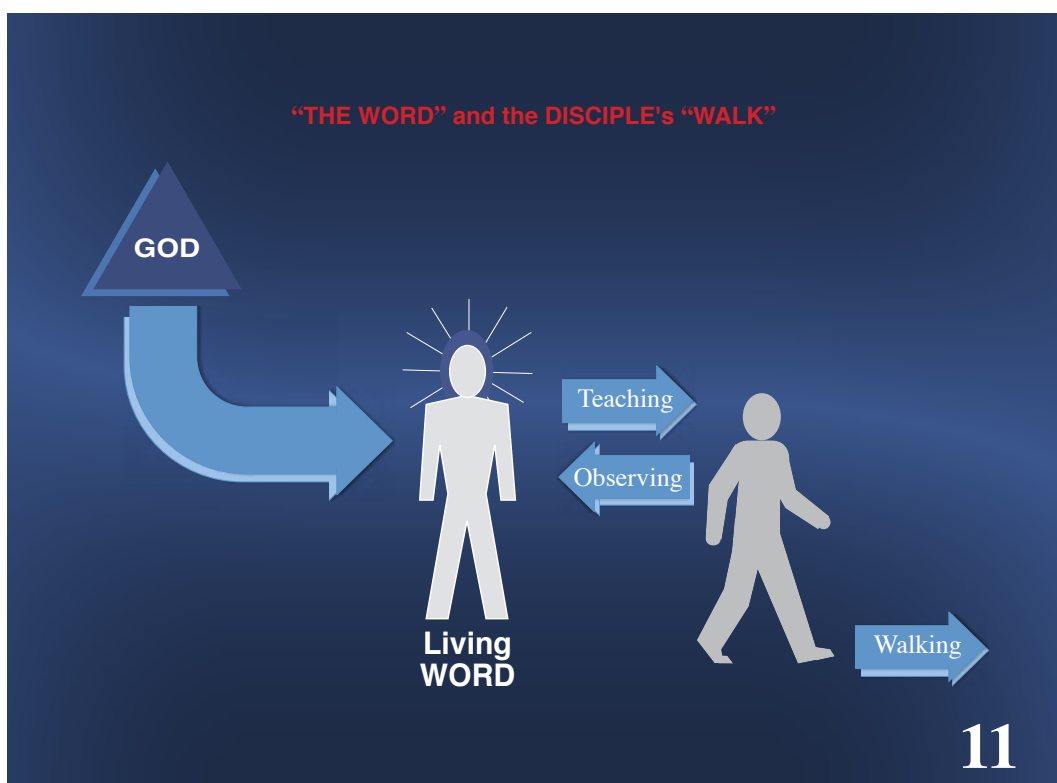 “THE WORD” and the DISCIPLE's “WALK”
GOD
Teaching
Observing
Living
WORD
Walking
11